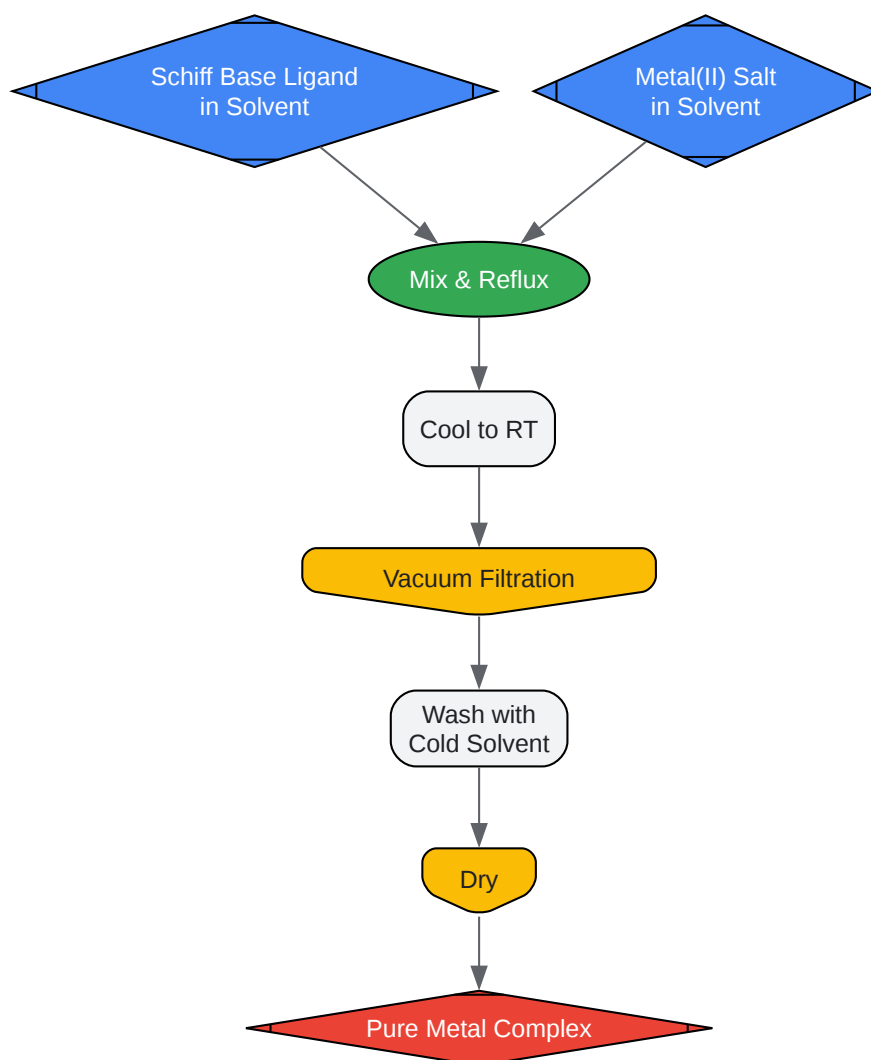 Schiff Base Ligand
in Solvent
Metal(II) Salt
in Solvent
Mix & Reflux
Cool to RT
Vacuum Filtration
Wash with
Cold Solvent
Dry
Pure Metal Complex